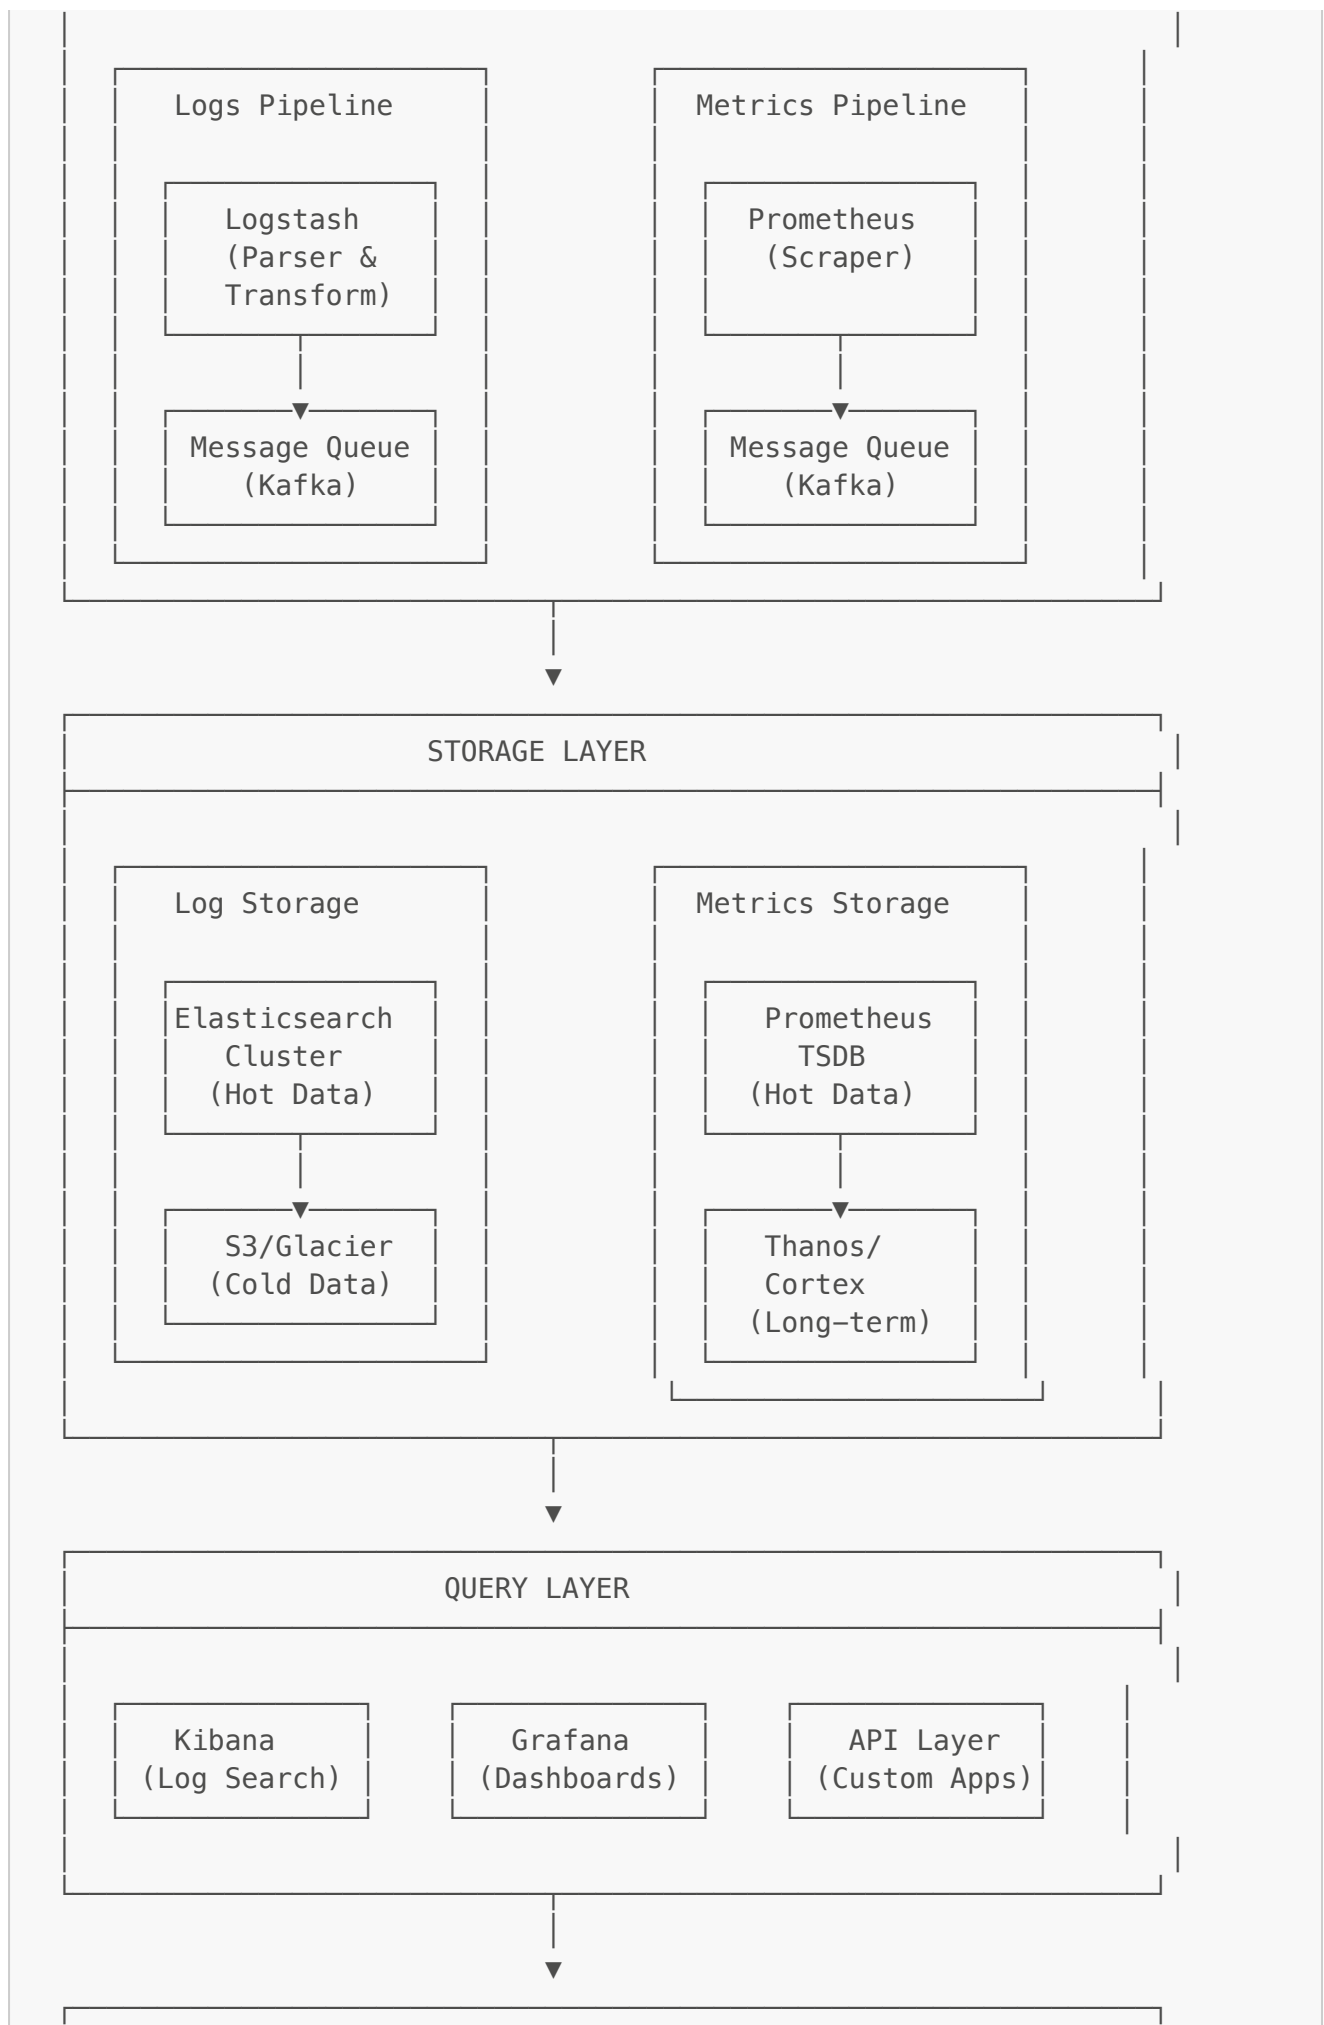 Logs Pipeline Metrics Pipeline
Logstash Prometheus
(Parser & (Scraper)
Transform)
Message Queue Message Queue
(Kafka) (Kafka)
STORAGE LAYER
Log Storage Metrics Storage
Elasticsearch Prometheus
Cluster TSDB
(Hot Data) (Hot Data)
S3/Glacier Thanos/
(Cold Data) Cortex
(Long-term)
QUERY LAYER
Kibana Grafana API Layer
(Log Search) (Dashboards) (Custom Apps)